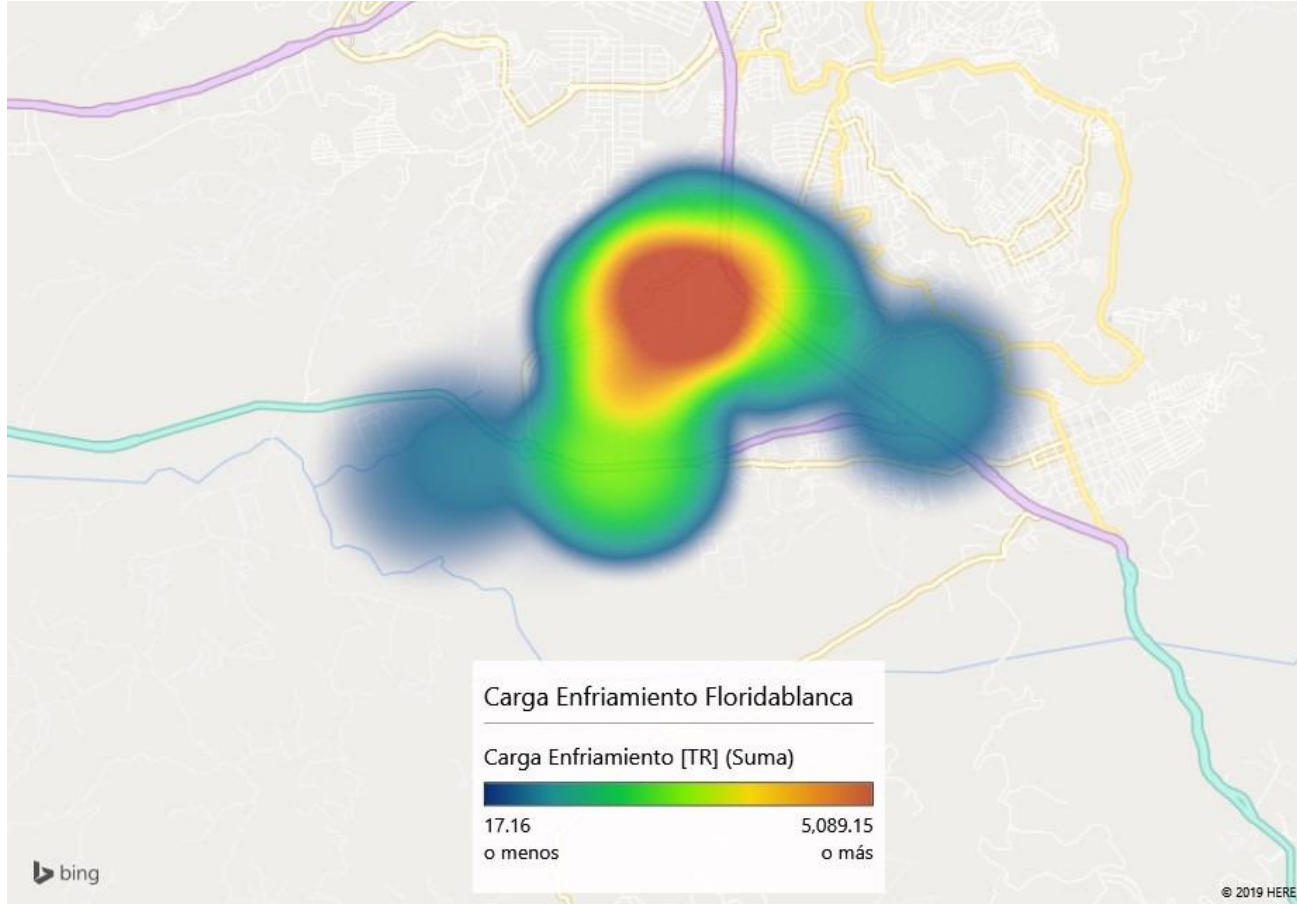 Carga Enfriamiento Floridablanca
Carga Enfriamiento [TR] (Suma)
17.16 5,089.15
o menos o más
bing
© 2019 HERE